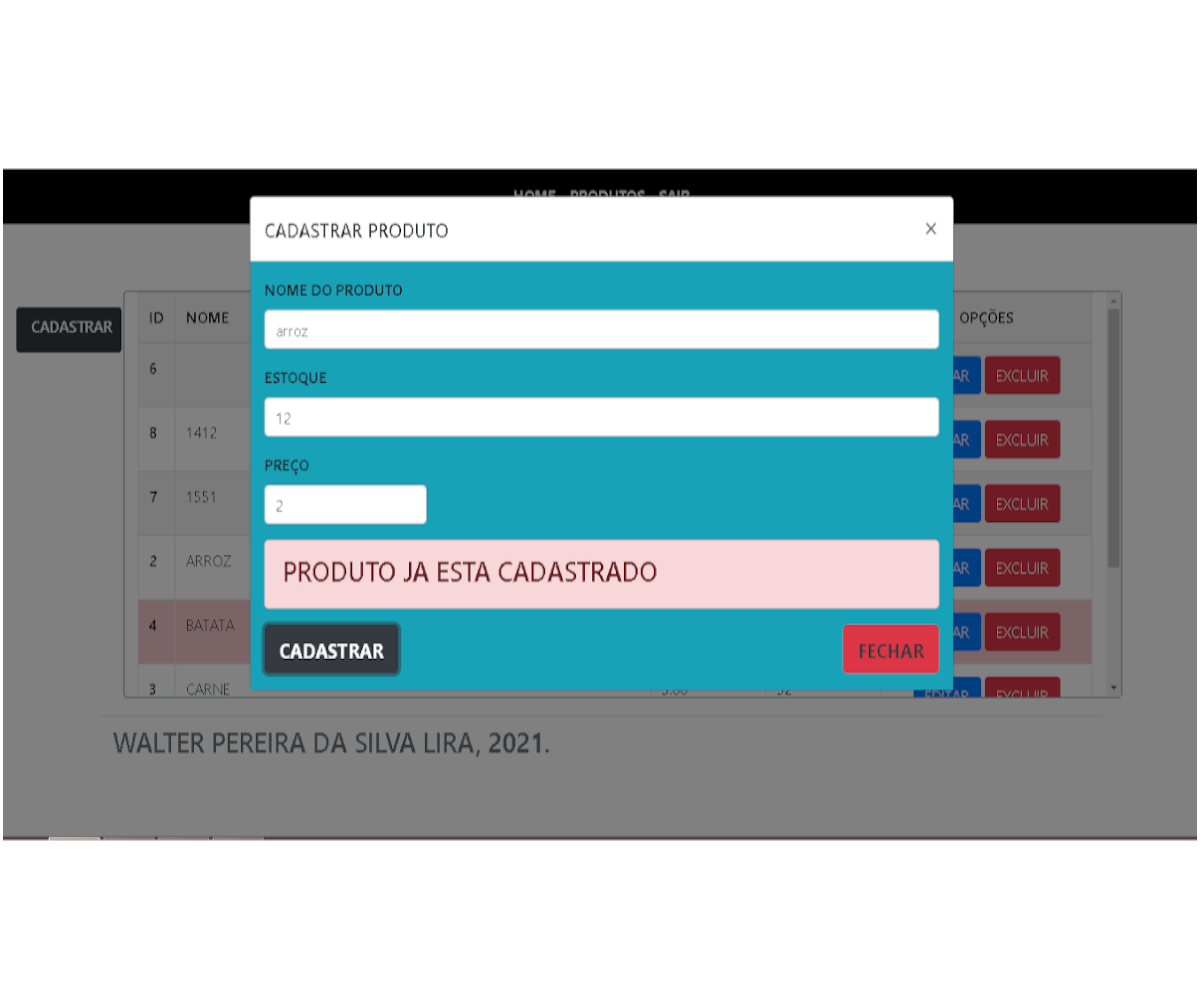 HOME PRODUTOS SAIR
CADASTRAR PRODUTO ×
NOME DO PRODUTO
arroz
ESTOQUE
12
PREÇO
2
PRODUTO JA ESTA CADASTRADO
CADASTRAR FECHAR
CADASTRAR
ID NOME OPÇÕES
6 AR EXCLUIR
8 1412 AR EXCLUIR
7 1551 AR EXCLUIR
2 ARROZ AR EXCLUIR
4 BATATA AR EXCLUIR
3 CARNE EDITAR EXCLUIR
WALTER PEREIRA DA SILVA LIRA, 2021.